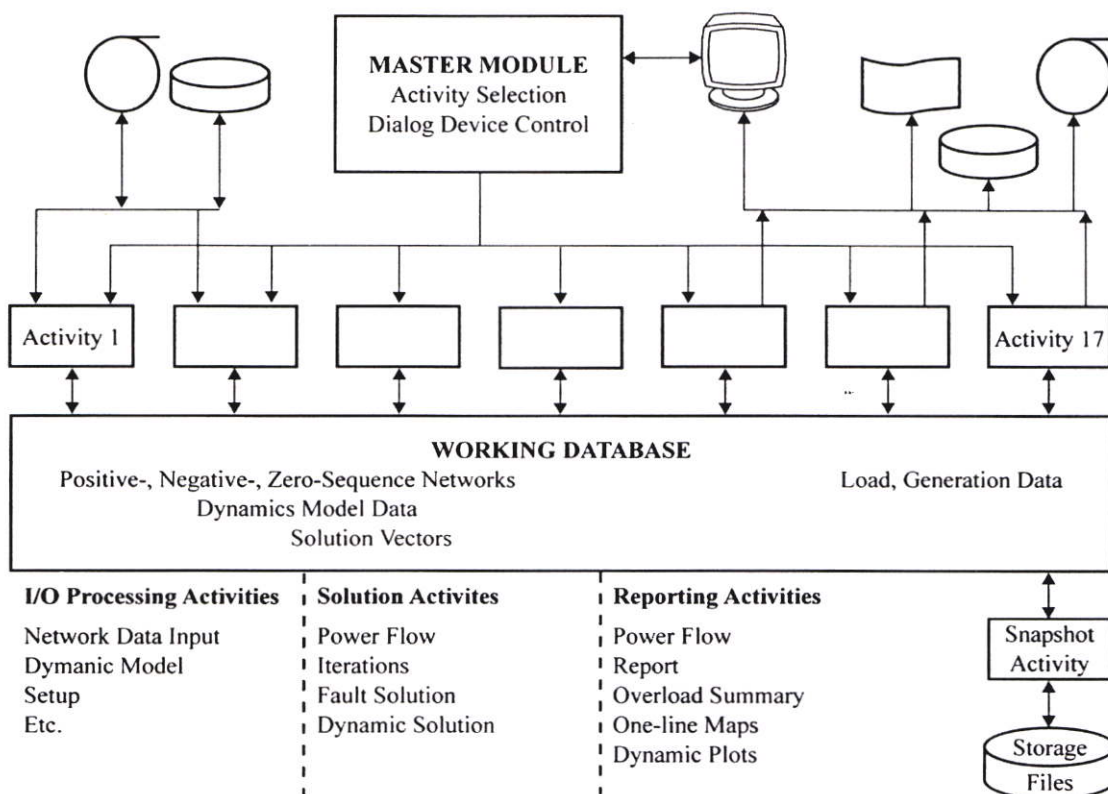 MASTER MODULE
Activity Selection
Dialog Device Control
Activity 1
Activity 17
WORKING DATABASE
Positive-, Negative-, Zero-Sequence Networks
Load, Generation Data
Dynamics Model Data
Solution Vectors
I/O Processing Activities
Network Data Input
Dymanic Model
Setup
Etc.
Solution Activites
Power Flow
Iterations
Fault Solution
Dynamic Solution
Reporting Activities
Power Flow
Report
Overload Summary
One-line Maps
Dynamic Plots
Snapshot
Activity
Storage
Files